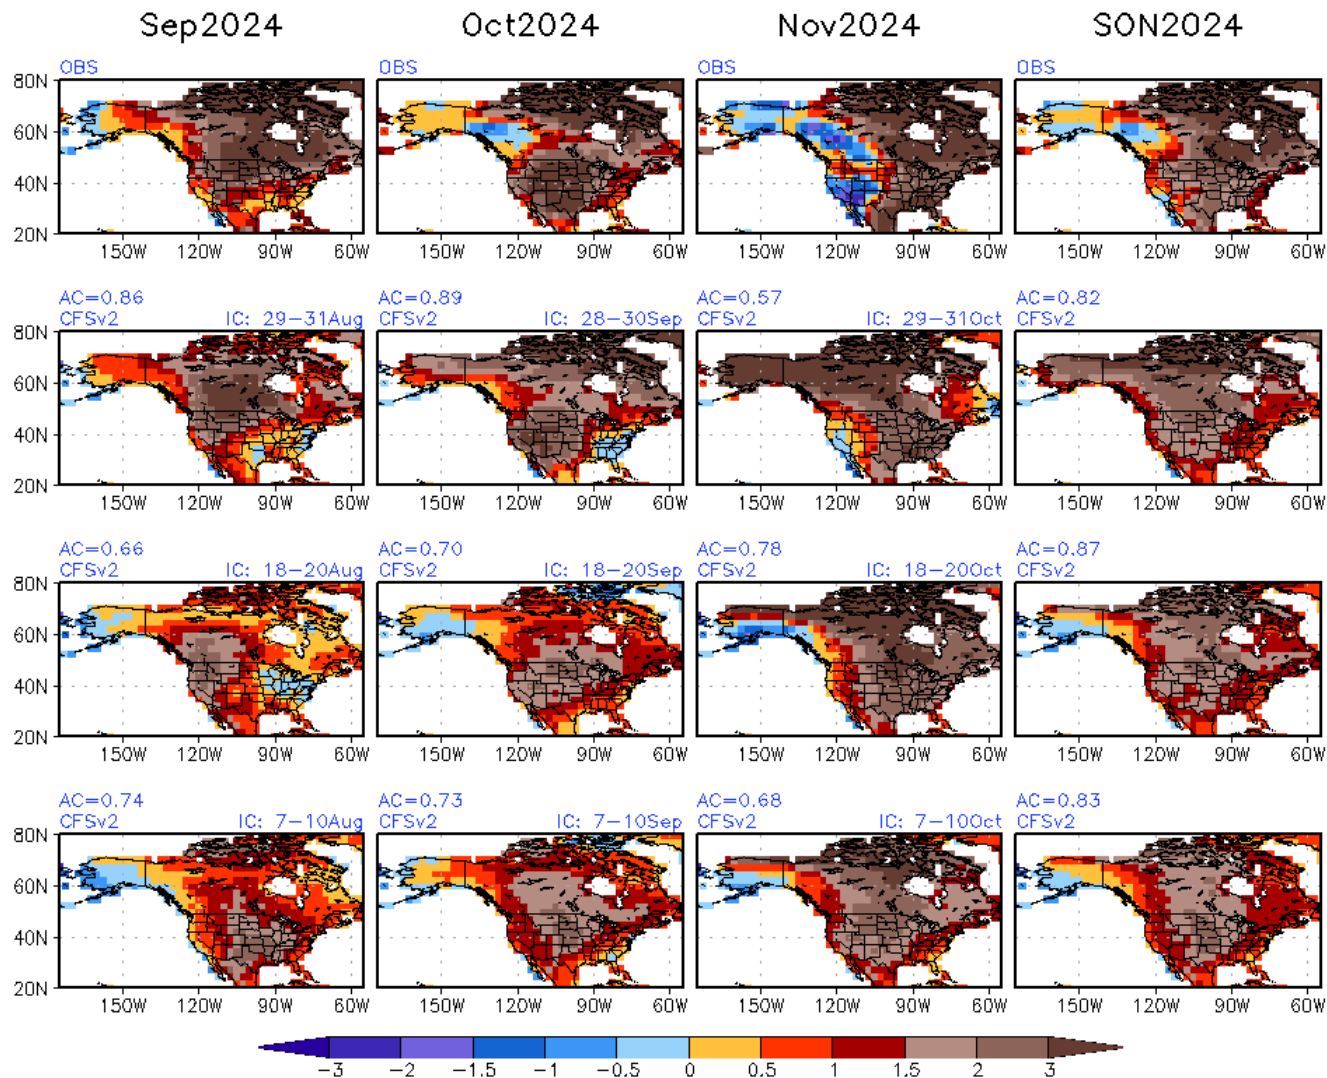 Sep2024 Oct2024 Nov2024 SON2024
OBS OBS OBS OBS
80N
60N
40N
20N
150W 120W 90W 60W 150W 120W 90W 60W 150W 120W 90W 60W 150W 120W 90W 60W
AC=0.86 AC=0.89 AC=0.57 AC=0.82
CFSv2 IC: 29-31Aug CFSv2 IC: 28-30Sep CFSv2 IC: 29-31Oct CFSv2
80N
60N
40N
20N
150W 120W 90W 60W 150W 120W 90W 60W 150W 120W 90W 60W 150W 120W 90W 60W
AC=0.66 AC=0.70 AC=0.78 AC=0.87
CFSv2 IC: 18-20Aug CFSv2 IC: 18-20Sep CFSv2 IC: 18-20Oct CFSv2
80N
60N
40N
20N
150W 120W 90W 60W 150W 120W 90W 60W 150W 120W 90W 60W 150W 120W 90W 60W
AC=0.74 AC=0.73 AC=0.68 AC=0.83
CFSv2 IC: 7-10Aug CFSv2 IC: 7-10Sep CFSv2 IC: 7-10Oct CFSv2
80N
60N
40N
20N
150W 120W 90W 60W 150W 120W 90W 60W 150W 120W 90W 60W 150W 120W 90W 60W
-3 -2 -1.5 -1 -0.5 0 0.5 1 1.5 2 3